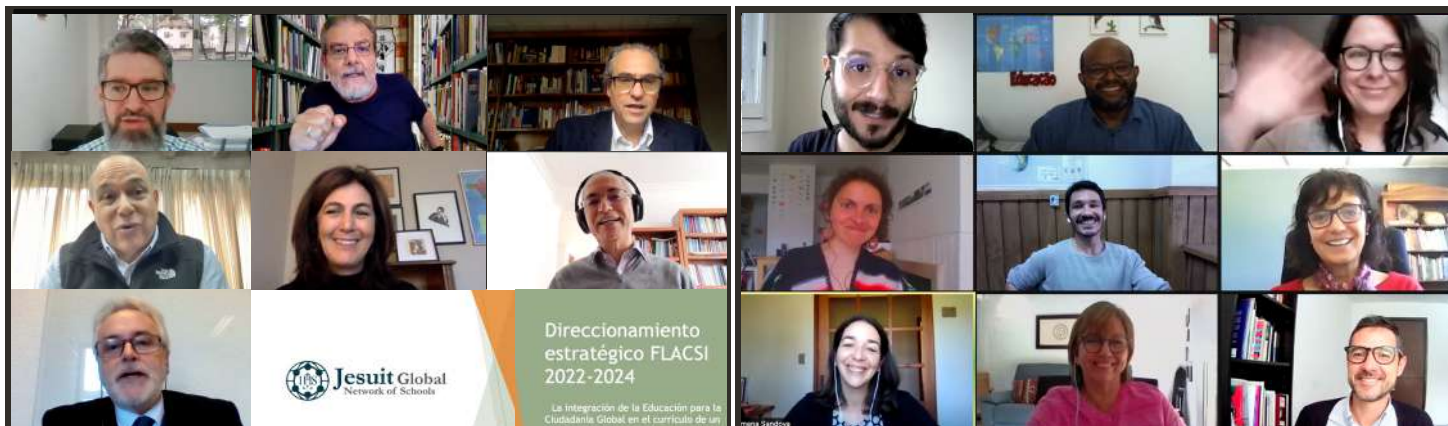 Educação
Jesuit Global
Network of Schools
Direccionamiento
estratégico FLACSI
2022-2024
La integración de la Educación para la
Ciudadanía Global en el currículo de un
Sandova